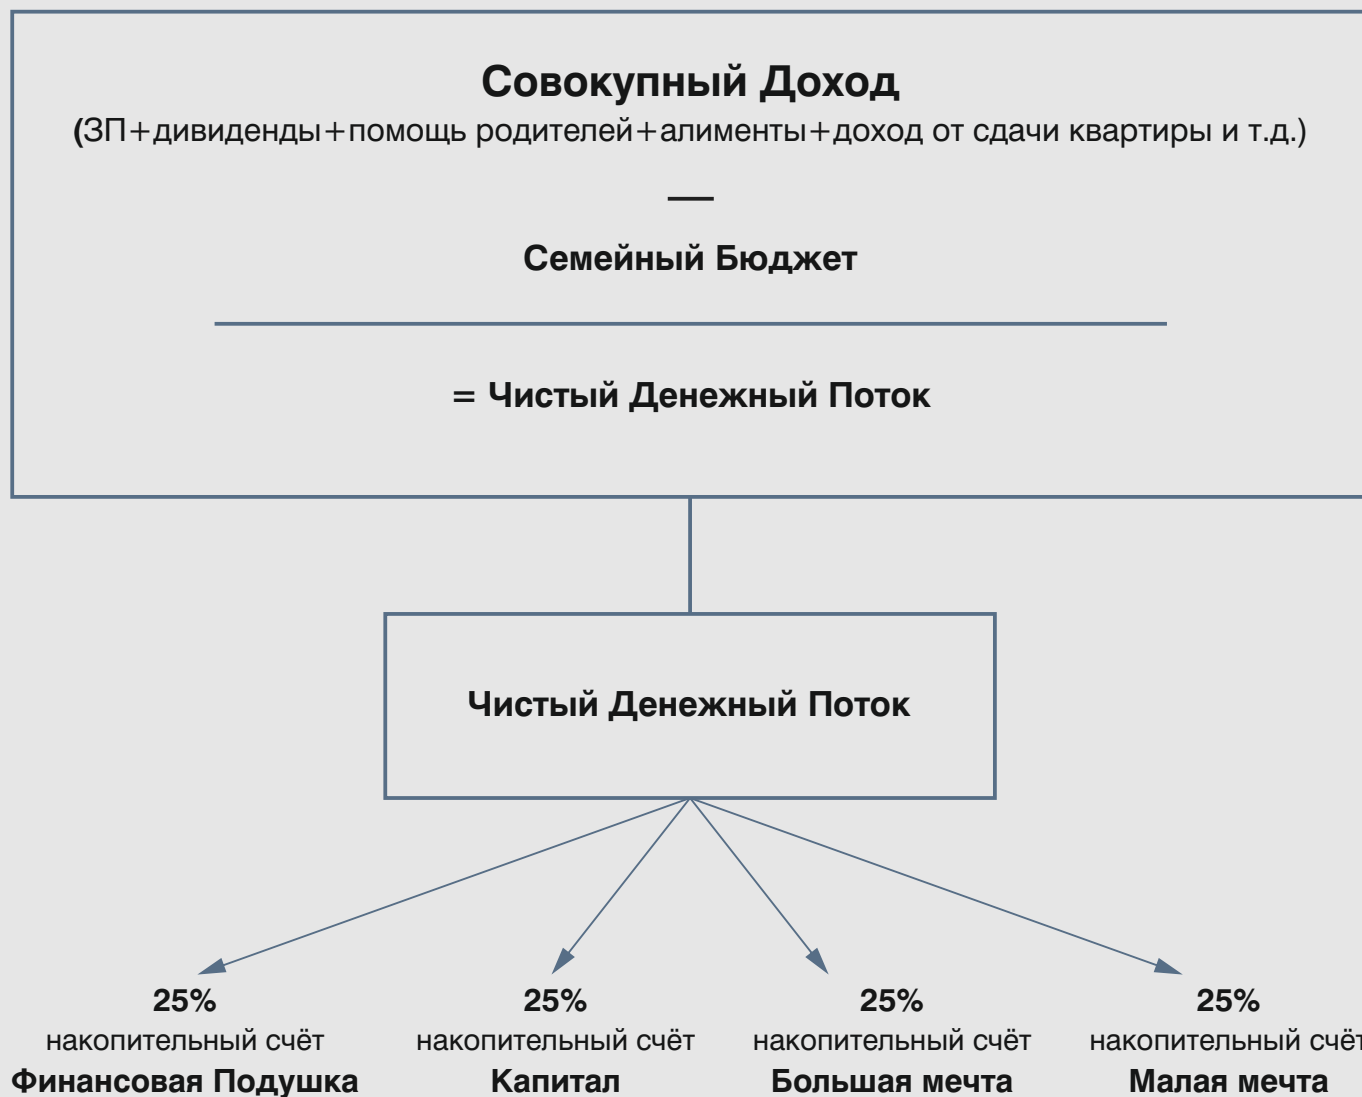 Совокупный Доход
(ЗП+дивиденды+помощь родителей+алименты+доход от сдачи квартиры и т.д.)
—
Семейный Бюджет
= Чистый Денежный Поток
Чистый Денежный Поток
25% 25% 25% 25%
накопительный счёт накопительный счёт накопительный счёт накопительный счёт
Финансовая Подушка Капитал Большая мечта Малая мечта